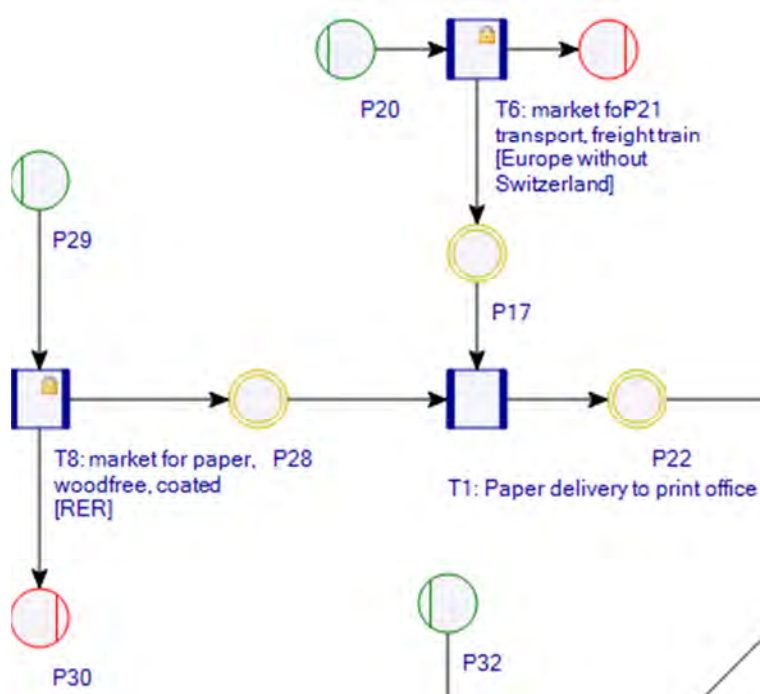 P20
T6: market foP21
transport, freight train
[Europe without
Switzerland]
P29
P17
T8: market for paper,
woodfree, coated
[RER]
P28
P22
T1: Paper delivery to print office
P32
P30